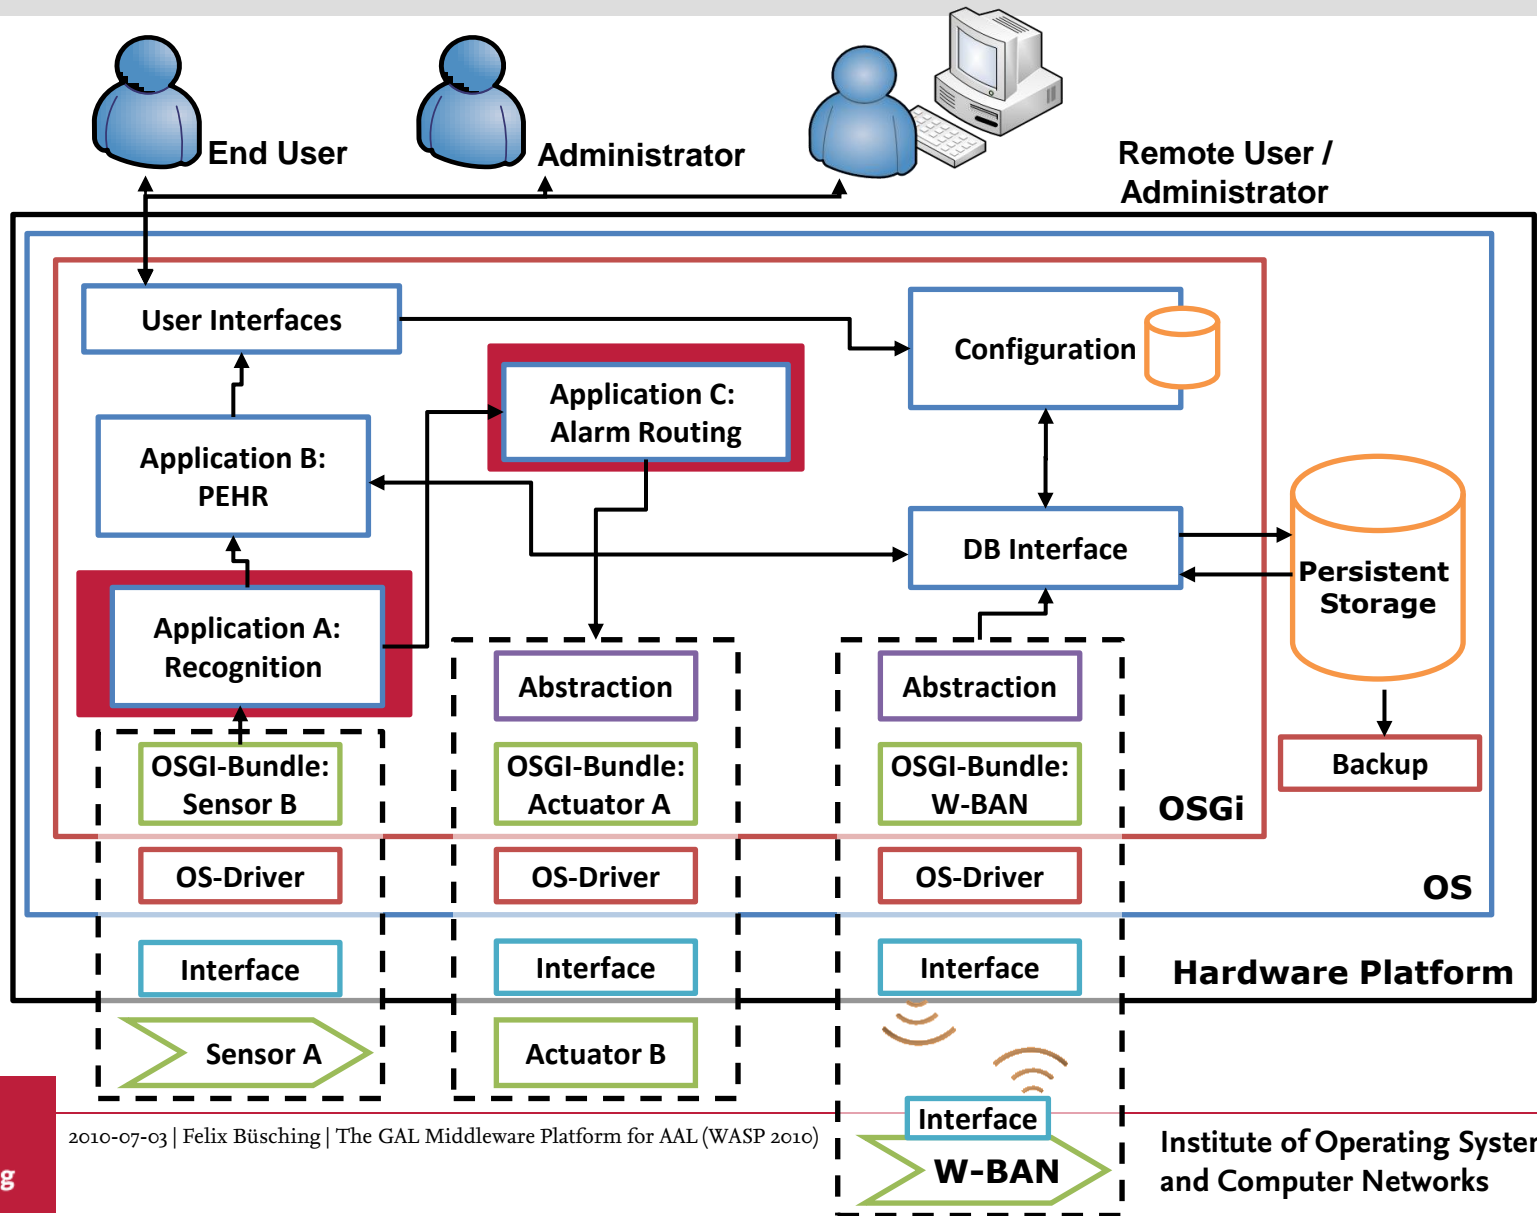 End User
Administrator
Remote User /
Administrator
User Interfaces
Configuration
Application C:
Alarm Routing
Application B:
PEHR
DB Interface
Persistent
Storage
Application A:
Recognition
Abstraction
Abstraction
OSGI-Bundle:
Sensor B
OSGI-Bundle:
Actuator A
OSGI-Bundle:
W-BAN
Backup
OSGi
OS-Driver
OS-Driver
OS-Driver
OS
Interface
Interface
Interface
Hardware Platform
Sensor A
Actuator B
Interface
W-BAN
2010-07-03 | Felix Büsching | The GAL Middleware Platform for AAL (WASP 2010)
Institute of Operating System
and Computer Networks
g